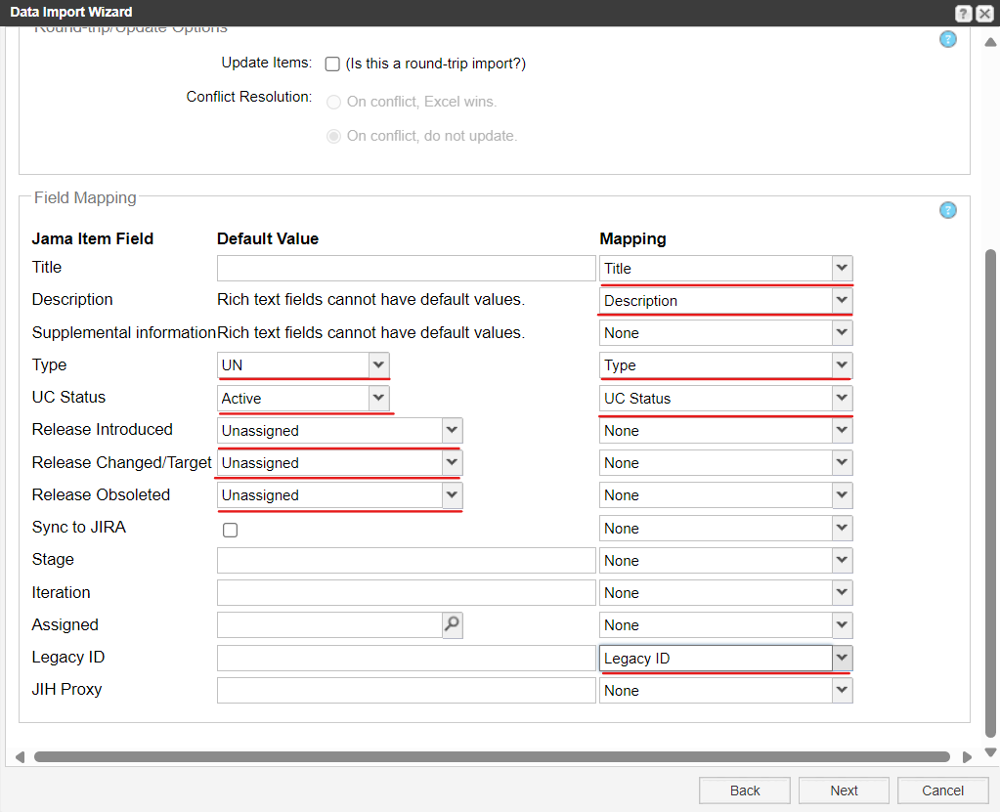 Data Import Wizard
Round-trip/Update Options
Update Items: (Is this a round-trip import?)
Conflict Resolution: On conflict, Excel wins.
On conflict, do not update.
Field Mapping
Jama Item Field Default Value Mapping
Title Title
Description Rich text fields cannot have default values. Description
Supplemental information Rich text fields cannot have default values. None
Type UN Type
UC Status Active UC Status
Release Introduced Unassigned None
Release Changed/Target Unassigned None
Release Obsoleted Unassigned None
Sync to JIRA None
Stage None
Iteration None
Assigned None
Legacy ID Legacy ID
JIH Proxy None
Back Next Cancel